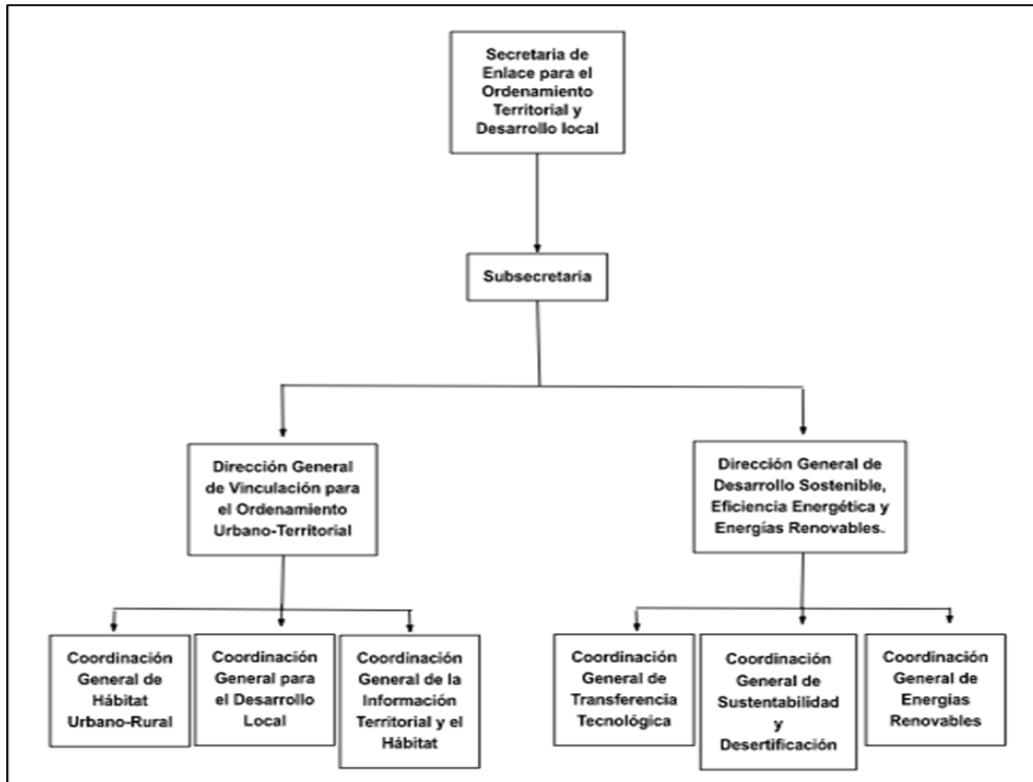 Secretaria de
Enlace para el
Ordenamiento
Territorial y
Desarrollo local
Subsecretaria
Dirección General
de Vinculación para
el Ordenamiento
Urbano-Territorial
Dirección General de
Desarrollo Sostenible,
Eficiencia Energética y
Energías Renovables.
Coordinación
General de
Hábitat
Urbano-Rural
Coordinación
General para
el Desarrollo
Local
Coordinación
General de la
Información
Territorial y el
Hábitat
Coordinación
General de
Transferencia
Tecnológica
Coordinación
General de
Sustentabilidad
y
Desertificación
Coordinación
General de
Energías
Renovables